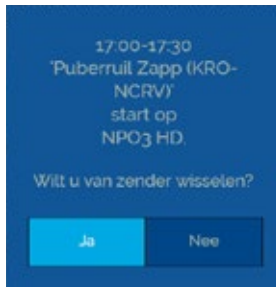 17:00-17:30
'Puberruil Zapp (KRO-
NCRV)'
start op
NPO3 HD.
Wilt u van zender wisselen?
Ja
Nee